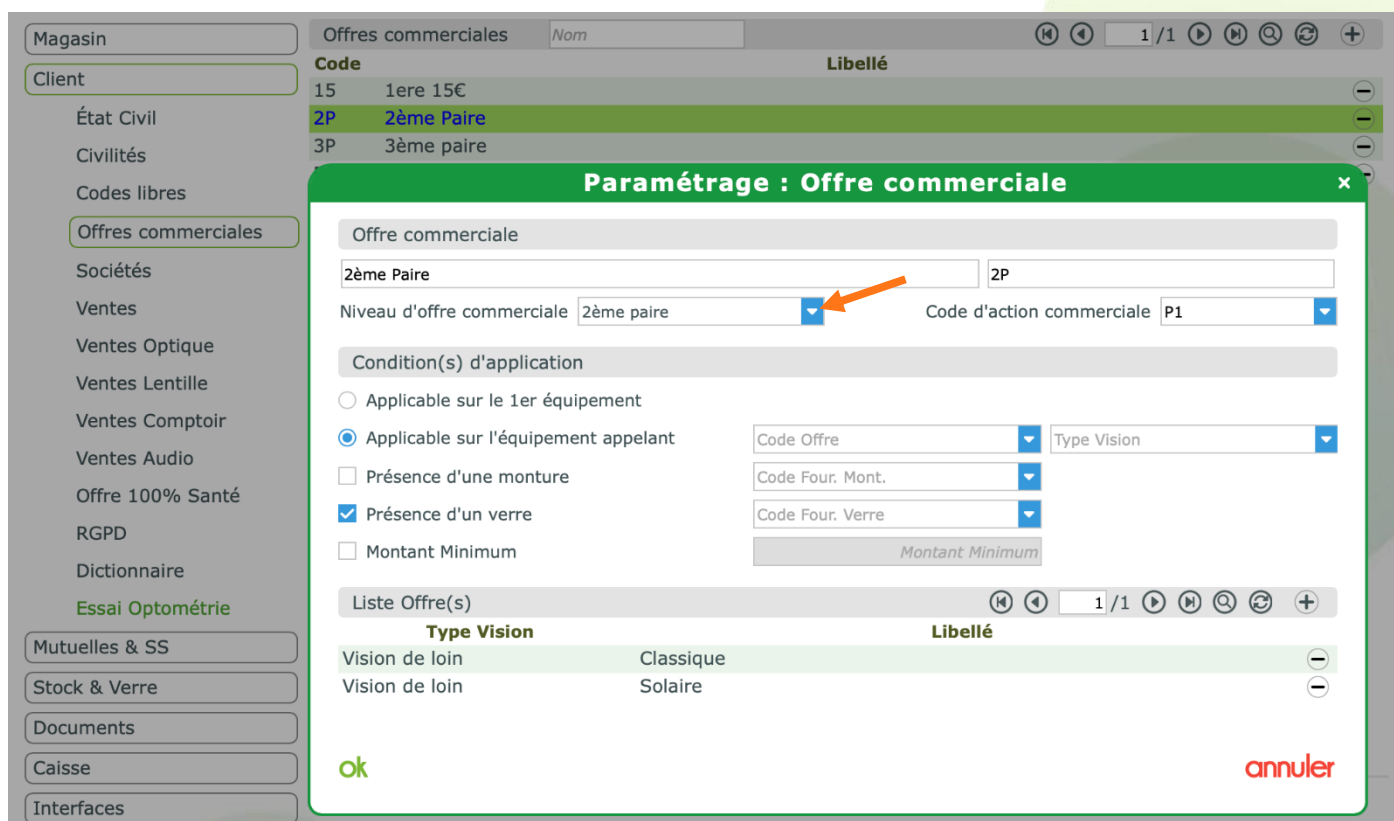 Magasin
Client
État Civil
Civilités
Codes libres
Offres commerciales
Sociétés
Ventes
Ventes Optique
Ventes Lentille
Ventes Comptoir
Ventes Audio
Offre 100% Santé
RGPD
Dictionnaire
Essai Optométrie
Mutuelles & SS
Stock & Verre
Documents
Caisse
Interfaces
Offres commerciales Nom 1 /1
Code Libellé
15 1ere 15€
2P 2ème Paire
3P 3ème paire
Paramétrage : Offre commerciale ×
Offre commerciale
2ème Paire 2P
Niveau d'offre commerciale 2ème paire Code d'action commerciale P1
Condition(s) d'application
Applicable sur le 1er équipement
Applicable sur l'équipement appelant Code Offre Type Vision
Présence d'une monture Code Four. Mont.
Présence d'un verre Code Four. Verre
Montant Minimum Montant Minimum
Liste Offre(s) 1 /1
Type Vision Libellé
Vision de loin Classique
Vision de loin Solaire
ok annuler